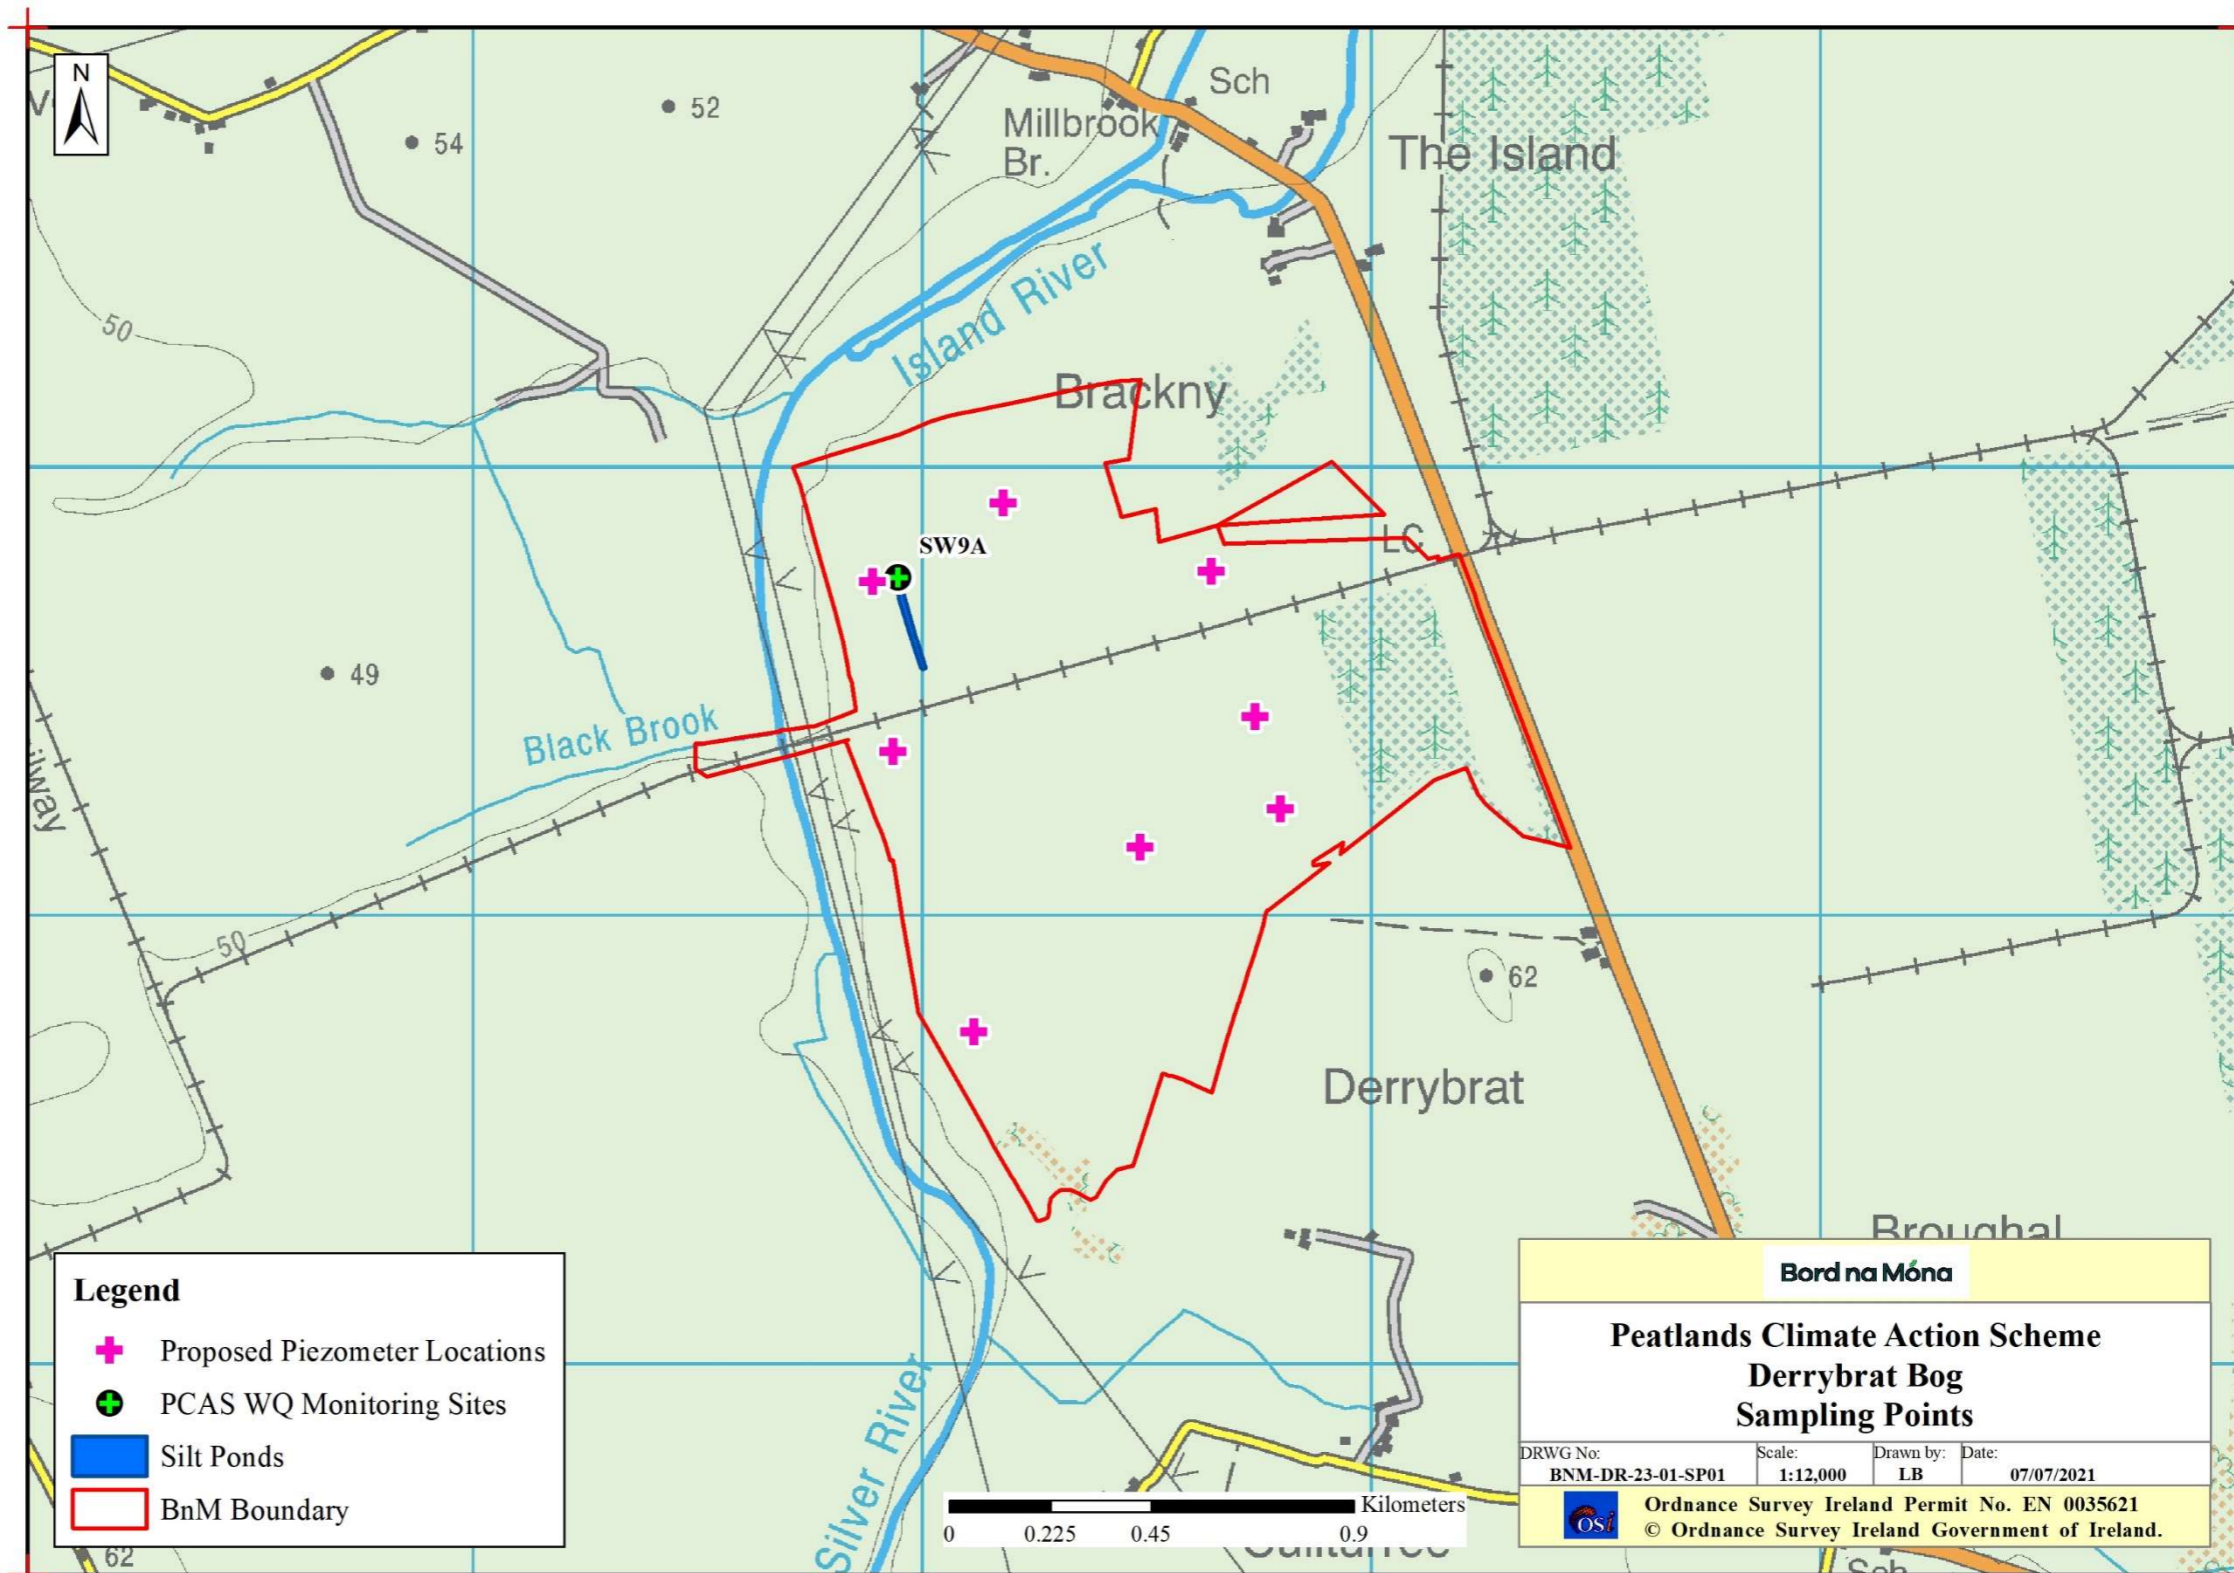 N
52
54
Sch
Millbrook
Br.
The Island
50
Island River
Brackny
SW9A
LC
49
Black Brook
50
62
Derrybrat
Broughal
Silver River
62
Legend
Proposed Piezometer Locations
PCAS WQ Monitoring Sites
Silt Ponds
BnM Boundary
Kilometers
0 0.225 0.45 0.9
Bord na Móna
Peatlands Climate Action Scheme
Derrybrat Bog
Sampling Points
DRWG No: Scale: Drawn by: Date:
BNM-DR-23-01-SP01 1:12,000 LB 07/07/2021
OSi
Ordnance Survey Ireland Permit No. EN 0035621
© Ordnance Survey Ireland Government of Ireland.
Sch